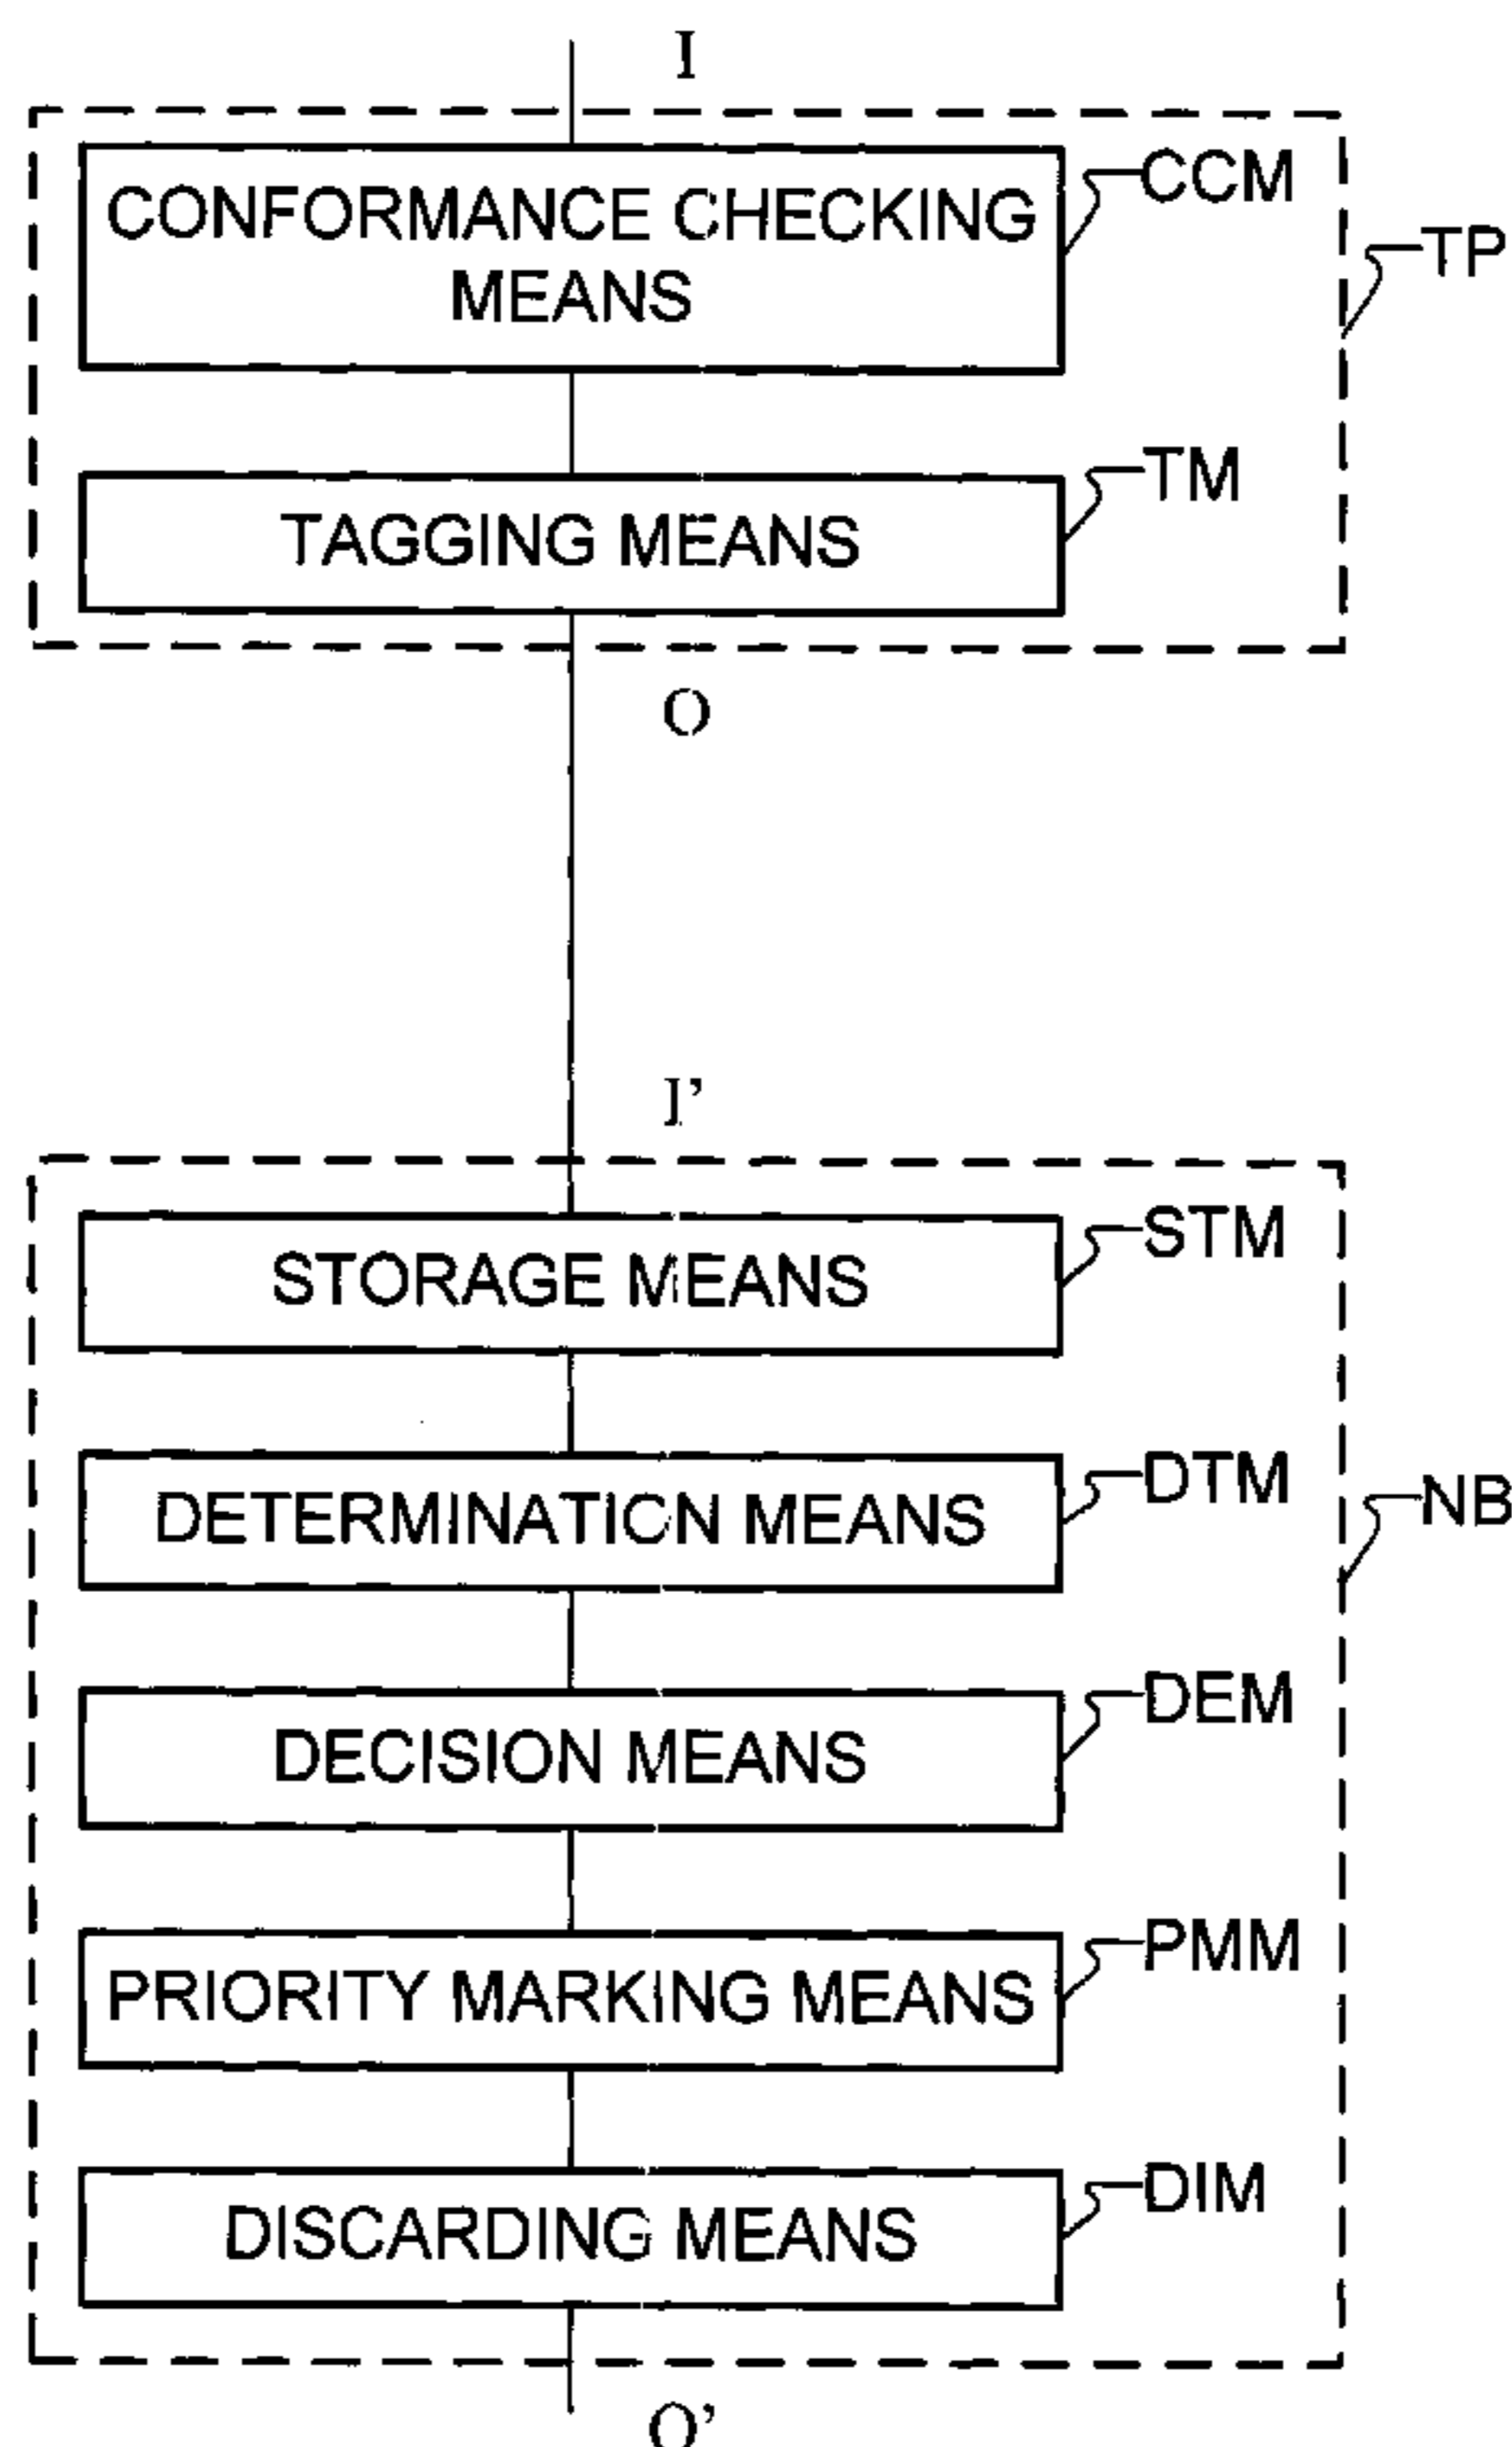 I
CONFORMANCE CHECKING
MEANS
CCM
TP
TAGGING MEANS
TM
O
I’
STORAGE MEANS
STM
DETERMINATION MEANS
DTM
NB
DECISION MEANS
DEM
PRIORITY MARKING MEANS
PMM
DISCARDING MEANS
DIM
O’